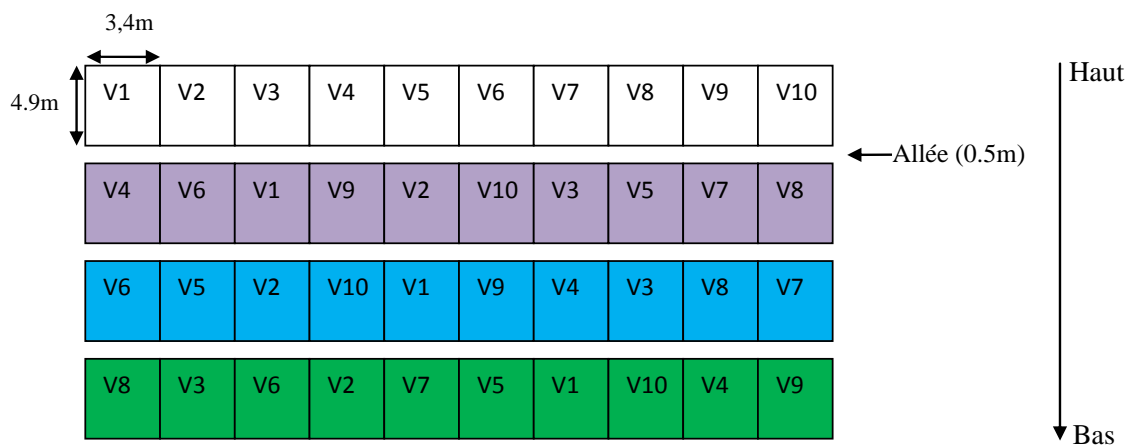 3,4m
Haut
4.9m
V1 V2 V3 V4 V5 V6 V7 V8 V9 V10
Allée (0.5m)
V4 V6 V1 V9 V2 V10 V3 V5 V7 V8
V6 V5 V2 V10 V1 V9 V4 V3 V8 V7
V8 V3 V6 V2 V7 V5 V1 V10 V4 V9
Bas